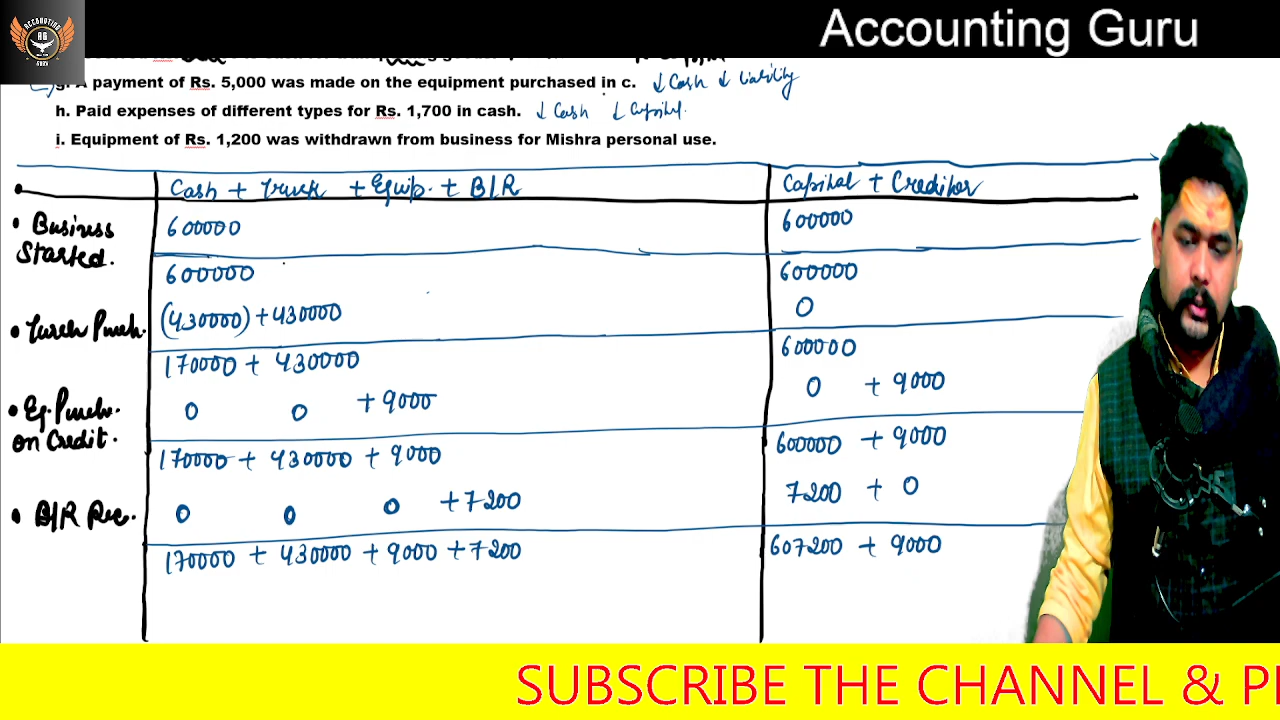 Accounting Guru
ACCOUNTING
AG
GURU
g. A payment of Rs. 5,000 was made on the equipment purchased in c. ↓ Cash ↓ liability
h. Paid expenses of different types for Rs. 1,700 in cash. ↓ Cash ↓ Capital.
i. Equipment of Rs. 1,200 was withdrawn from business for Mishra personal use.
Cash + Truck + Equip. + B/R Capital + Creditor
• Business Started. 600000 600000
600000 600000
(430000) + 430000 0
170000 + 430000 600000
0 0 + 9000 0 + 9000
on Credit.
170000 + 430000 + 9000 600000 + 9000
• B/R Rec. 0 0 0 + 7200 7200 + 0
170000 + 430000 + 9000 + 7200 607200 + 9000
SUBSCRIBE THE CHANNEL &